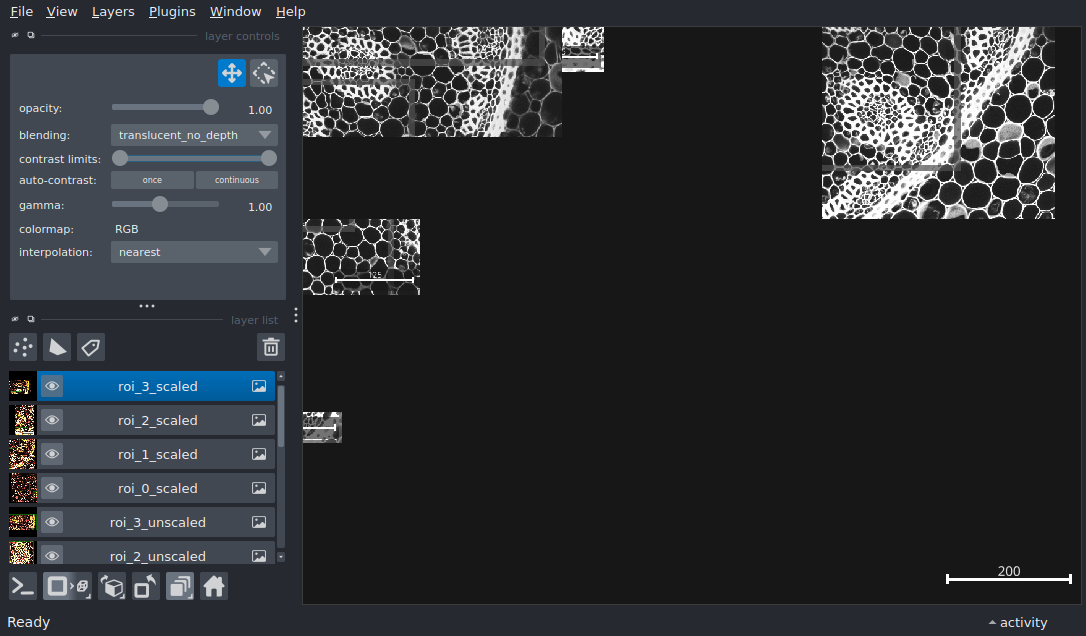 File View Layers Plugins Window Help
layer controls
opacity: 1.00
blending: translucent_no_depth
contrast limits:
auto-contrast: once continuous
gamma: 1.00
colormap: RGB
interpolation: nearest
layer list
roi_3_scaled
roi_2_scaled
roi_1_scaled
roi_0_scaled
roi_3_unscaled
roi_2_unscaled
125
200
Ready
activity